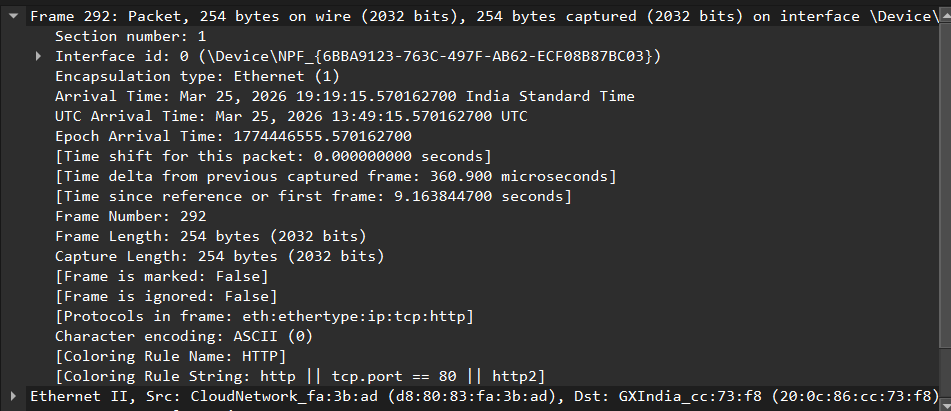 Frame 292: Packet, 254 bytes on wire (2032 bits), 254 bytes captured (2032 bits) on interface \Device\
Section number: 1
Interface id: 0 (\Device\NPF_{6BBA9123-763C-497F-AB62-ECF08B87BC03})
Encapsulation type: Ethernet (1)
Arrival Time: Mar 25, 2026 19:19:15.570162700 India Standard Time
UTC Arrival Time: Mar 25, 2026 13:49:15.570162700 UTC
Epoch Arrival Time: 1774446555.570162700
[Time shift for this packet: 0.000000000 seconds]
[Time delta from previous captured frame: 360.900 microseconds]
[Time since reference or first frame: 9.163844700 seconds]
Frame Number: 292
Frame Length: 254 bytes (2032 bits)
Capture Length: 254 bytes (2032 bits)
[Frame is marked: False]
[Frame is ignored: False]
[Protocols in frame: eth:ethertype:ip:tcp:http]
Character encoding: ASCII (0)
[Coloring Rule Name: HTTP]
[Coloring Rule String: http || tcp.port == 80 || http2]
Ethernet II, Src: CloudNetwork_fa:3b:ad (d8:80:83:fa:3b:ad), Dst: GXIndia_cc:73:f8 (20:0c:86:cc:73:f8)